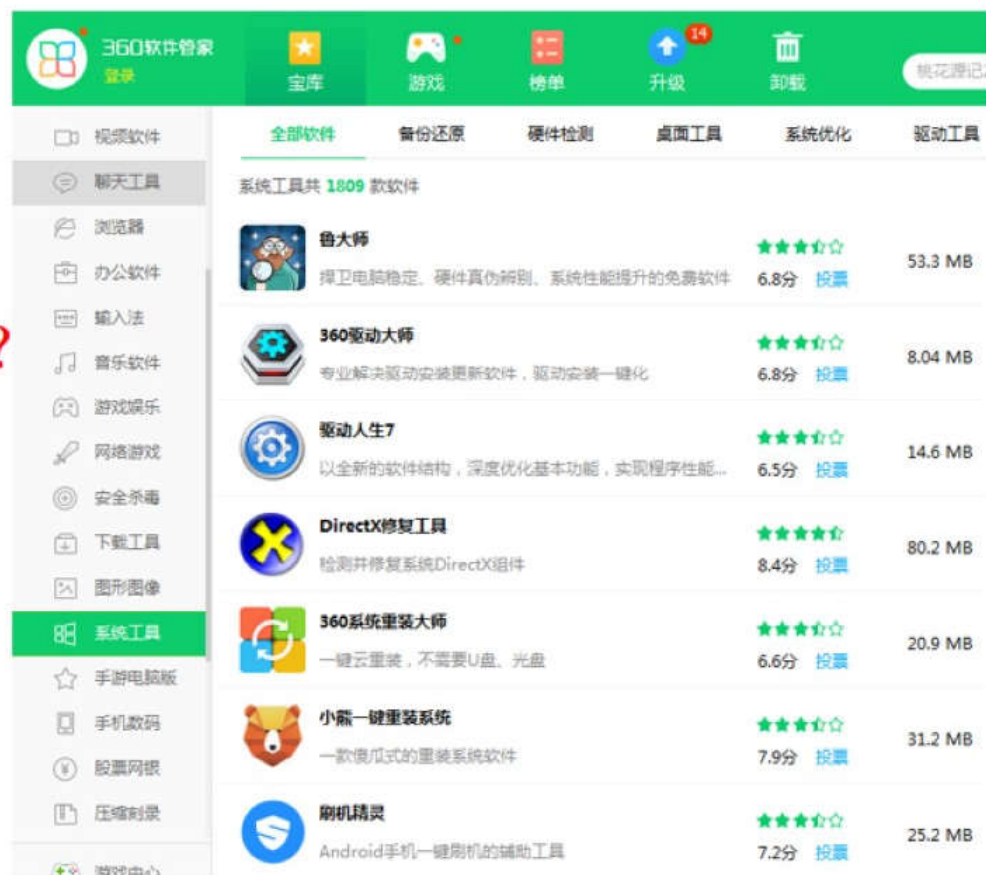 360软件管家
登录
宝库
游戏
榜单
14
升级
卸载
桃花源记
视频软件
聊天工具
浏览器
办公软件
输入法
?
音乐软件
游戏娱乐
网络游戏
安全杀毒
下载工具
图形图像
系统工具
手游电脑版
手机数码
股票网银
压缩刻录
游戏中心
全部软件 备份还原 硬件检测 桌面工具 系统优化 驱动工具
系统工具共 1809 款软件
鲁大师
捍卫电脑稳定、硬件真伪辨别、系统性能提升的免费软件
6.8分 投票
53.3 MB
360驱动大师
专业解决驱动安装更新软件，驱动安装一键化
6.8分 投票
8.04 MB
驱动人生7
以全新的软件结构，深度优化基本功能，实现程序性能...
6.5分 投票
14.6 MB
DirectX修复工具
检测并修复系统DirectX组件
8.4分 投票
80.2 MB
360系统重装大师
一键云重装，不需要U盘、光盘
6.6分 投票
20.9 MB
小熊一键重装系统
一款傻瓜式的重装系统软件
7.9分 投票
31.2 MB
刷机精灵
Android手机一键刷机的辅助工具
7.2分 投票
25.2 MB